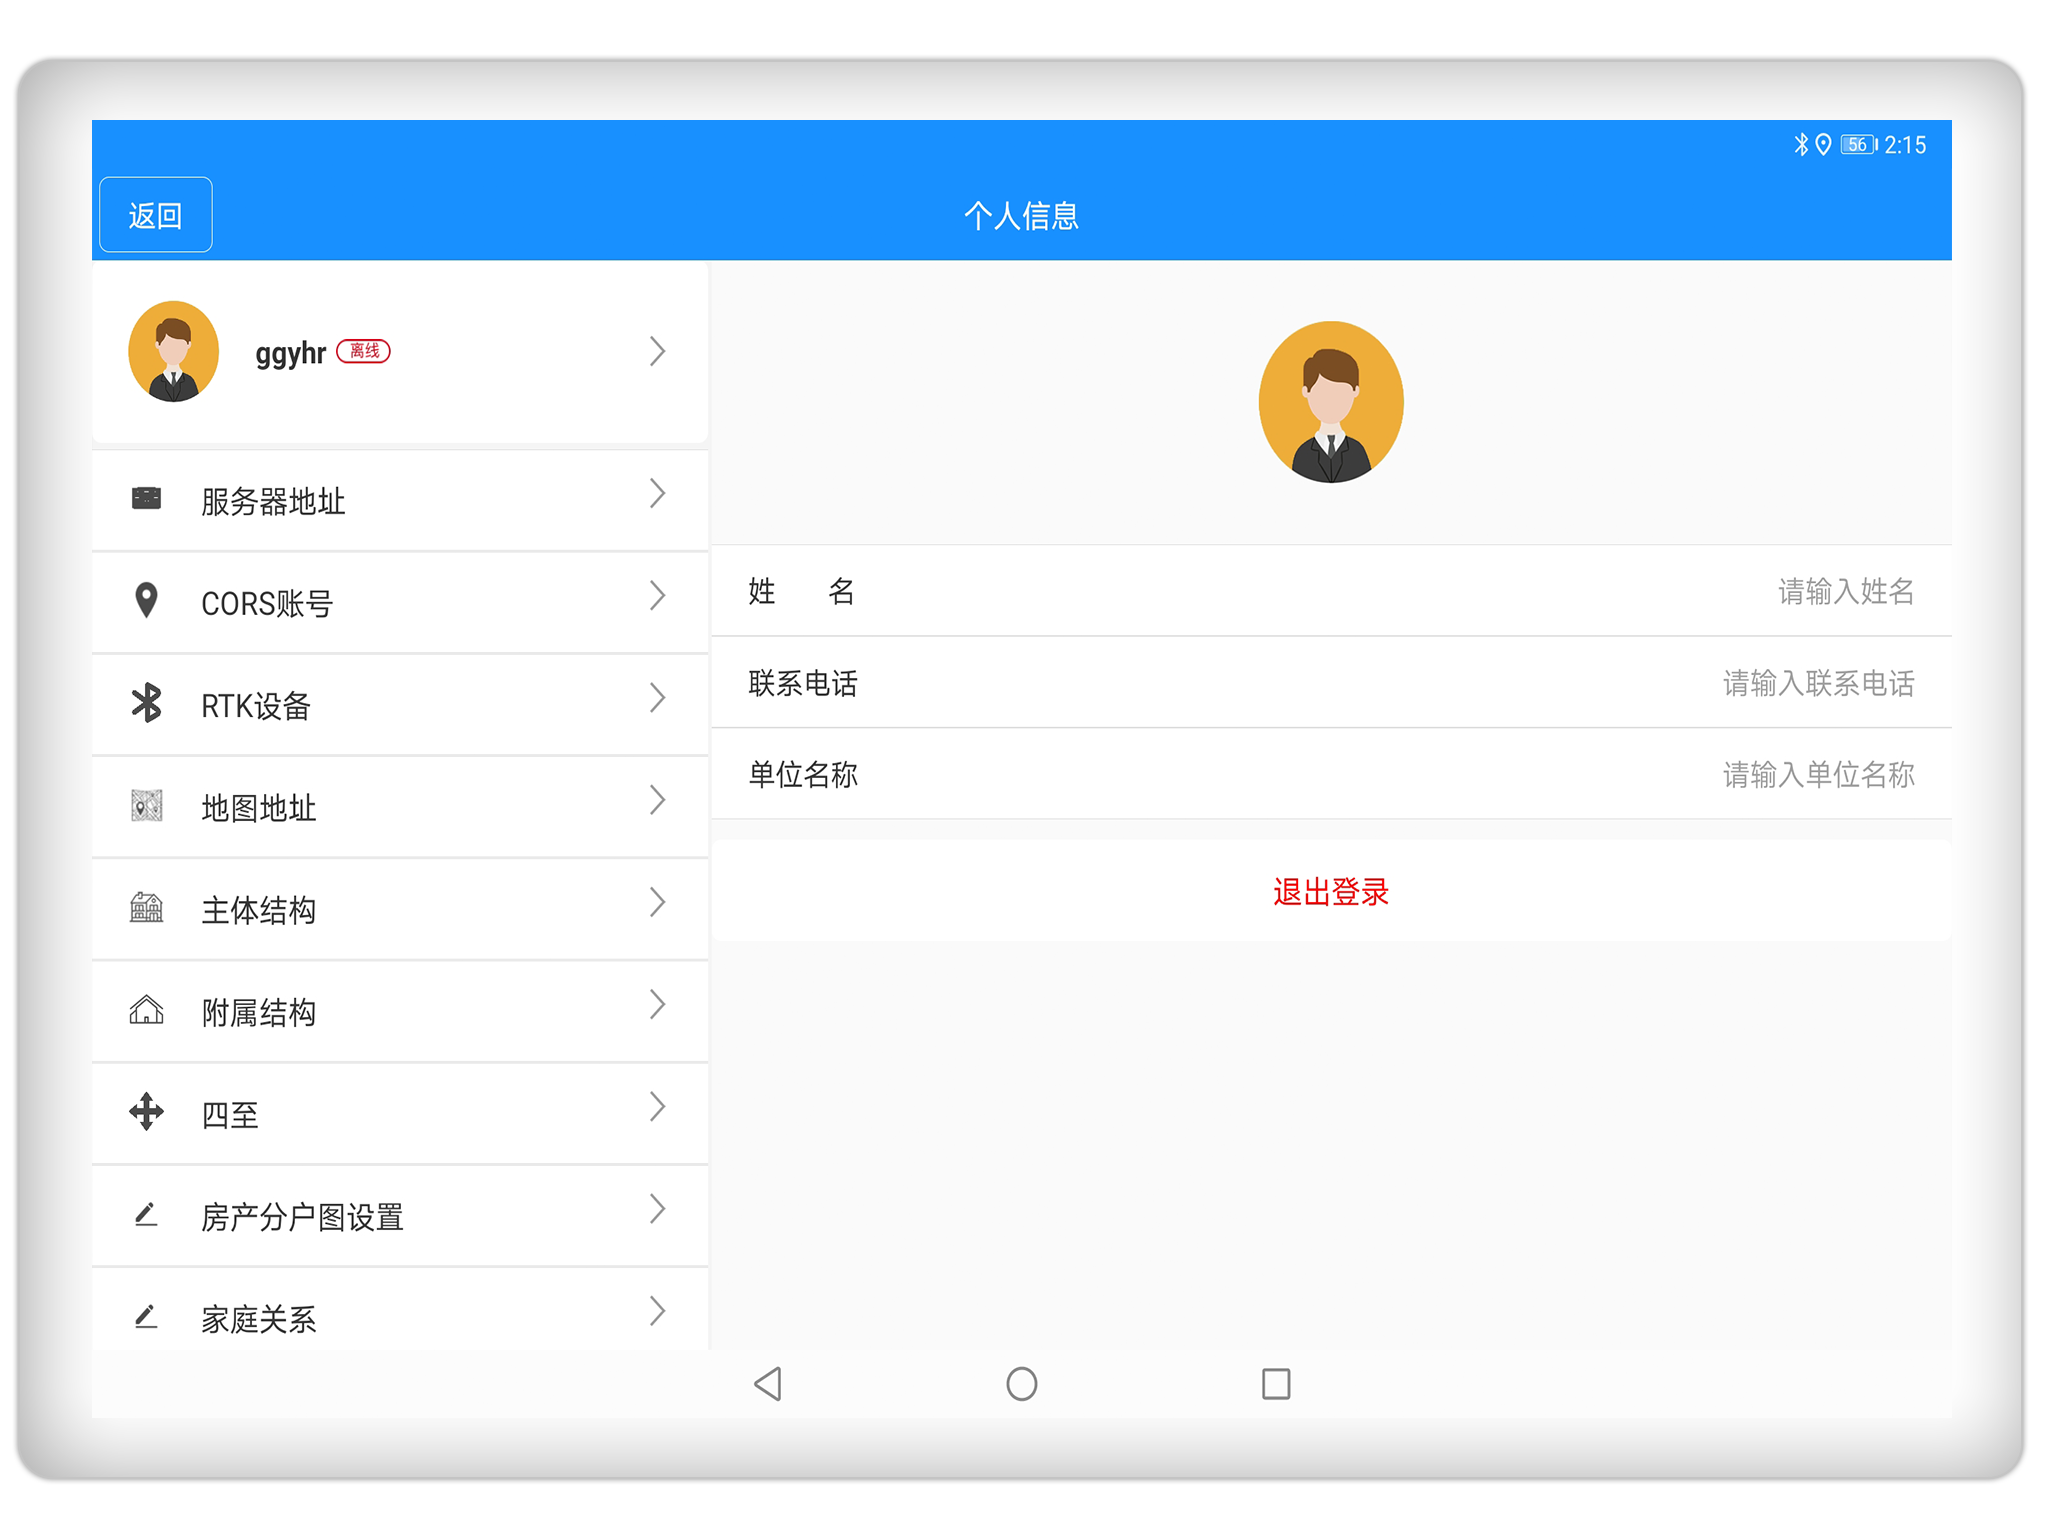 56 2:15
返回
个人信息
ggyhr 离线
服务器地址
CORS账号
RTK设备
地图地址
主体结构
附属结构
四至
房产分户图设置
家庭关系
姓 名 请输入姓名
联系电话 请输入联系电话
单位名称 请输入单位名称
退出登录